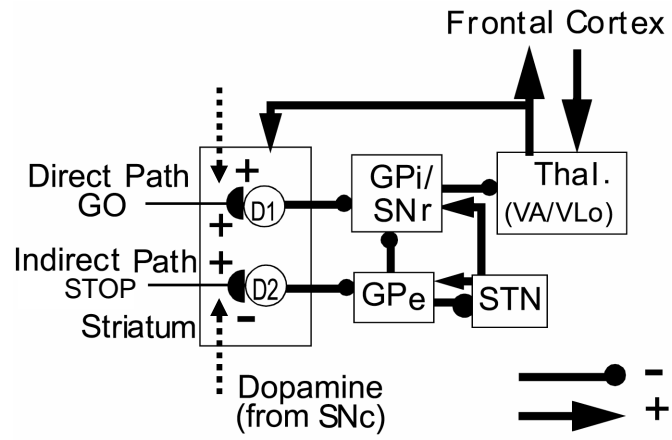 Frontal Cortex
Direct Path
GO
+
D1
+
GPi/
SNr
Thal.
(VA/VLo)
Indirect Path
STOP
+
D2
-
GPe
STN
Striatum
Dopamine
(from SNc)
-
+